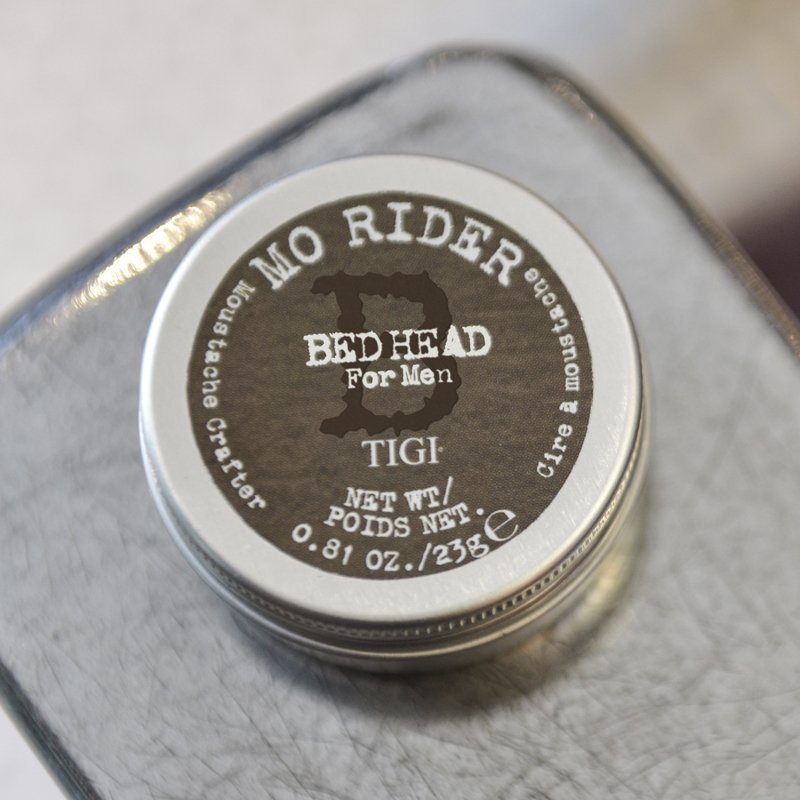 MO RIDER
Moustache Crafter
Cire à moustache
B
BED HEAD
For Men
TIGI
NET WT/
POIDS NET.
0.81 OZ./23g ℮